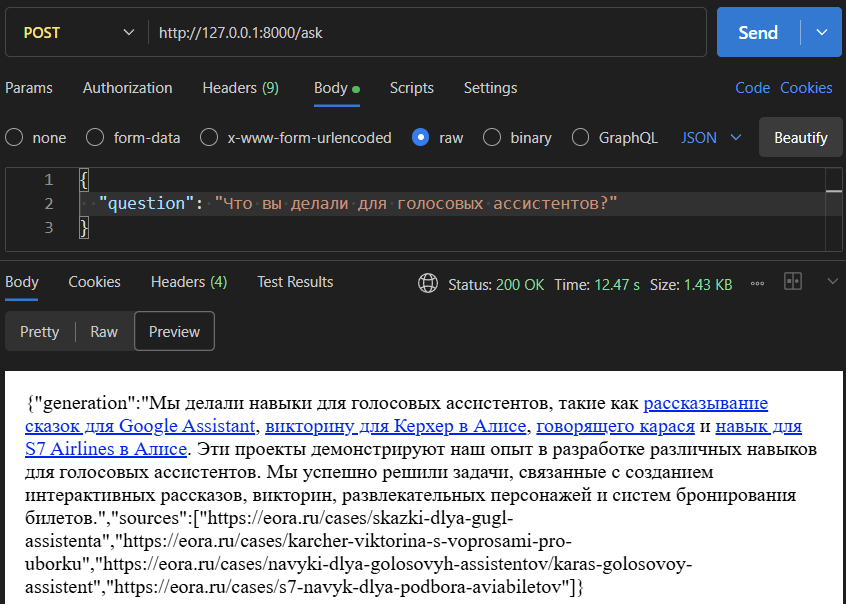 POST http://127.0.0.1:8000/ask Send
Params Authorization Headers (9) Body Scripts Settings Code Cookies
none form-data x-www-form-urlencoded raw binary GraphQL JSON Beautify
1 {
2 "question": "Что вы делали для голосовых ассистентов?"
3 }
Body Cookies Headers (4) Test Results Status: 200 OK Time: 12.47 s Size: 1.43 KB
Pretty Raw Preview
{"generation":"Мы делали навыки для голосовых ассистентов, такие как рассказывание
сказок для Google Assistant, викторину для Керхер в Алисе, говорящего карася и навык для
S7 Airlines в Алисе. Эти проекты демонстрируют наш опыт в разработке различных навыков
для голосовых ассистентов. Мы успешно решили задачи, связанные с созданием
интерактивных рассказов, викторин, развлекательных персонажей и систем бронирования
билетов.","sources":["https://eora.ru/cases/skazki-dlya-gugl-
assistenta","https://eora.ru/cases/karcher-viktorina-s-voprosami-pro-
uborku","https://eora.ru/cases/navyki-dlya-golosovyh-assistentov/karas-golosovoy-
assistent","https://eora.ru/cases/s7-navyk-dlya-podbora-aviabiletov"]}